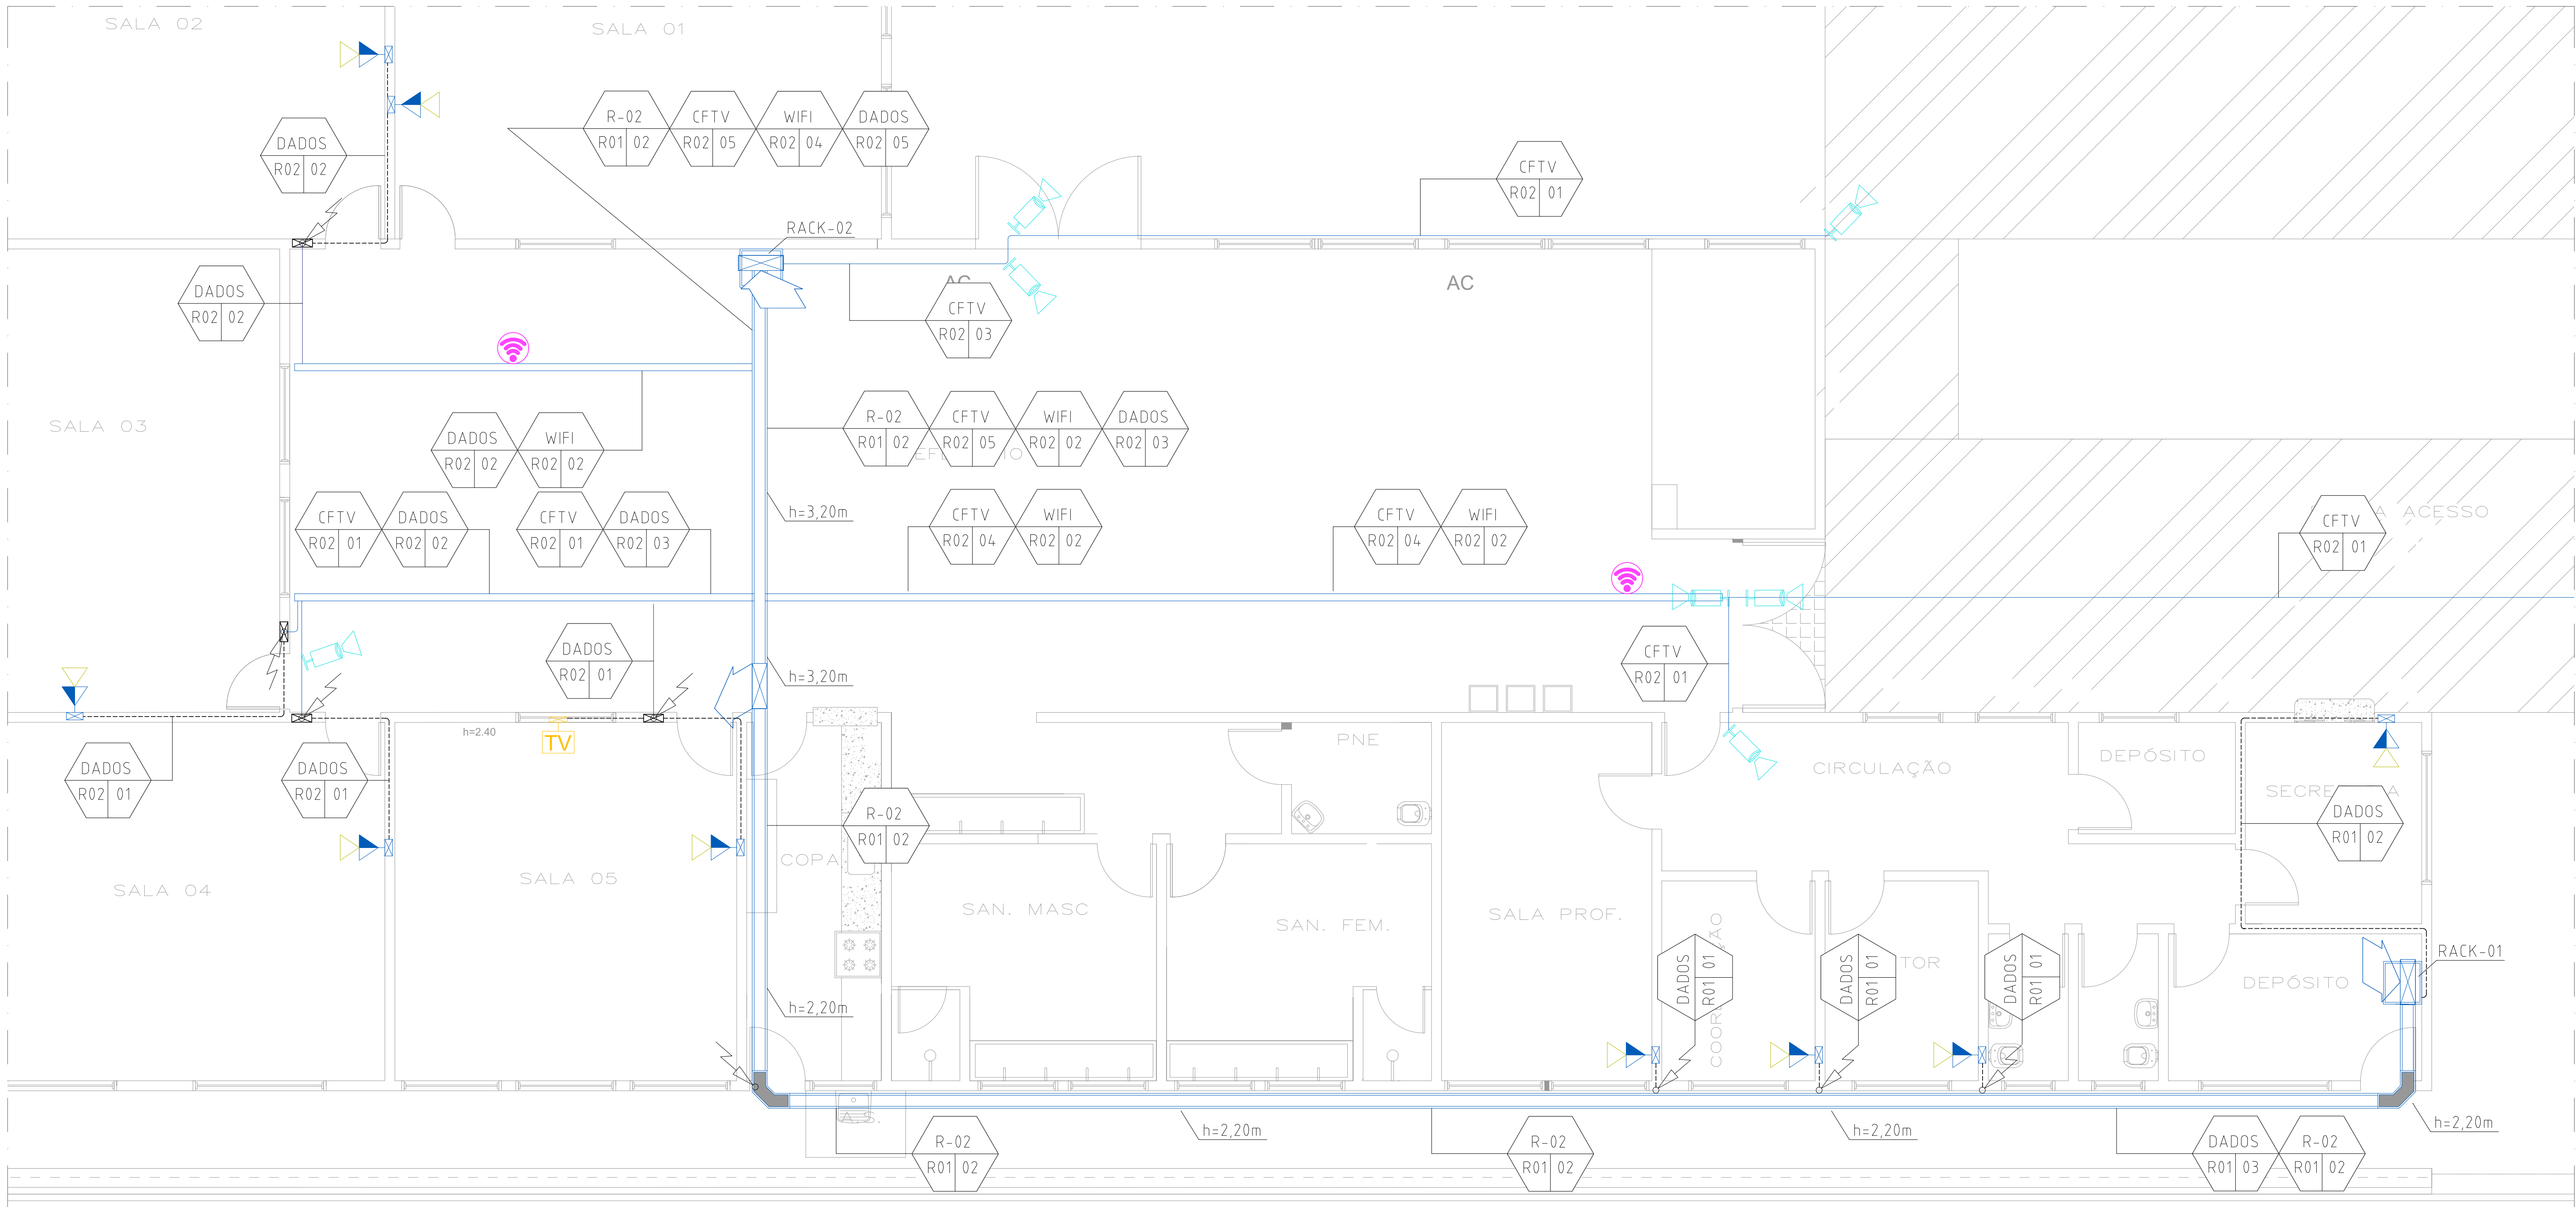 SALA 02
SALA 01
R-02
R01 02
CFTV
R02 05
WIFI
R02 04
DADOS
R02 05
DADOS
R02 02
CFTV
R02 01
RACK-02
DADOS
R02 02
AC
AC
CFTV
R02 03
SALA 03
R-02
R01 02
CFTV
R02 05
WIFI
R02 02
DADOS
R02 03
DADOS
R02 02
WIFI
R02 02
CFTV
R02 01
DADOS
R02 02
CFTV
R02 01
DADOS
R02 03
h=3,20m
CFTV
R02 04
WIFI
R02 02
CFTV
R02 04
WIFI
R02 02
ACESSO
CFTV
R02 01
DADOS
R02 01
h=3,20m
CFTV
R02 01
h=2.40
TV
PNE
DEPÓSITO
CIRCULAÇÃO
DADOS
R02 01
DADOS
R02 01
R-02
R01 02
SECRE
DADOS
R01 02
COPA
SALA 04
SALA 05
SAN. MASC
SAN. FEM.
SALA PROF.
DADOS
R01 01
DADOS
R01 01
TOR
DADOS
R01 01
RACK-01
DEPÓSITO
h=2,20m
A.S.
h=2,20m
h=2,20m
h=2,20m
R-02
R01 02
R-02
R01 02
DADOS
R01 03
R-02
R01 02